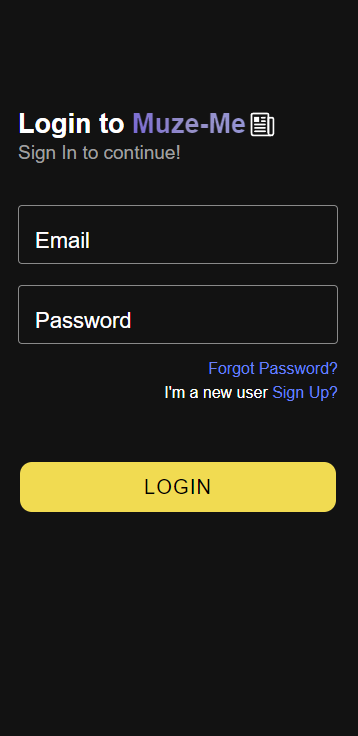 Login to Muze-Me
Sign In to continue!
Email
Password
Forgot Password?
I'm a new user Sign Up?
LOGIN